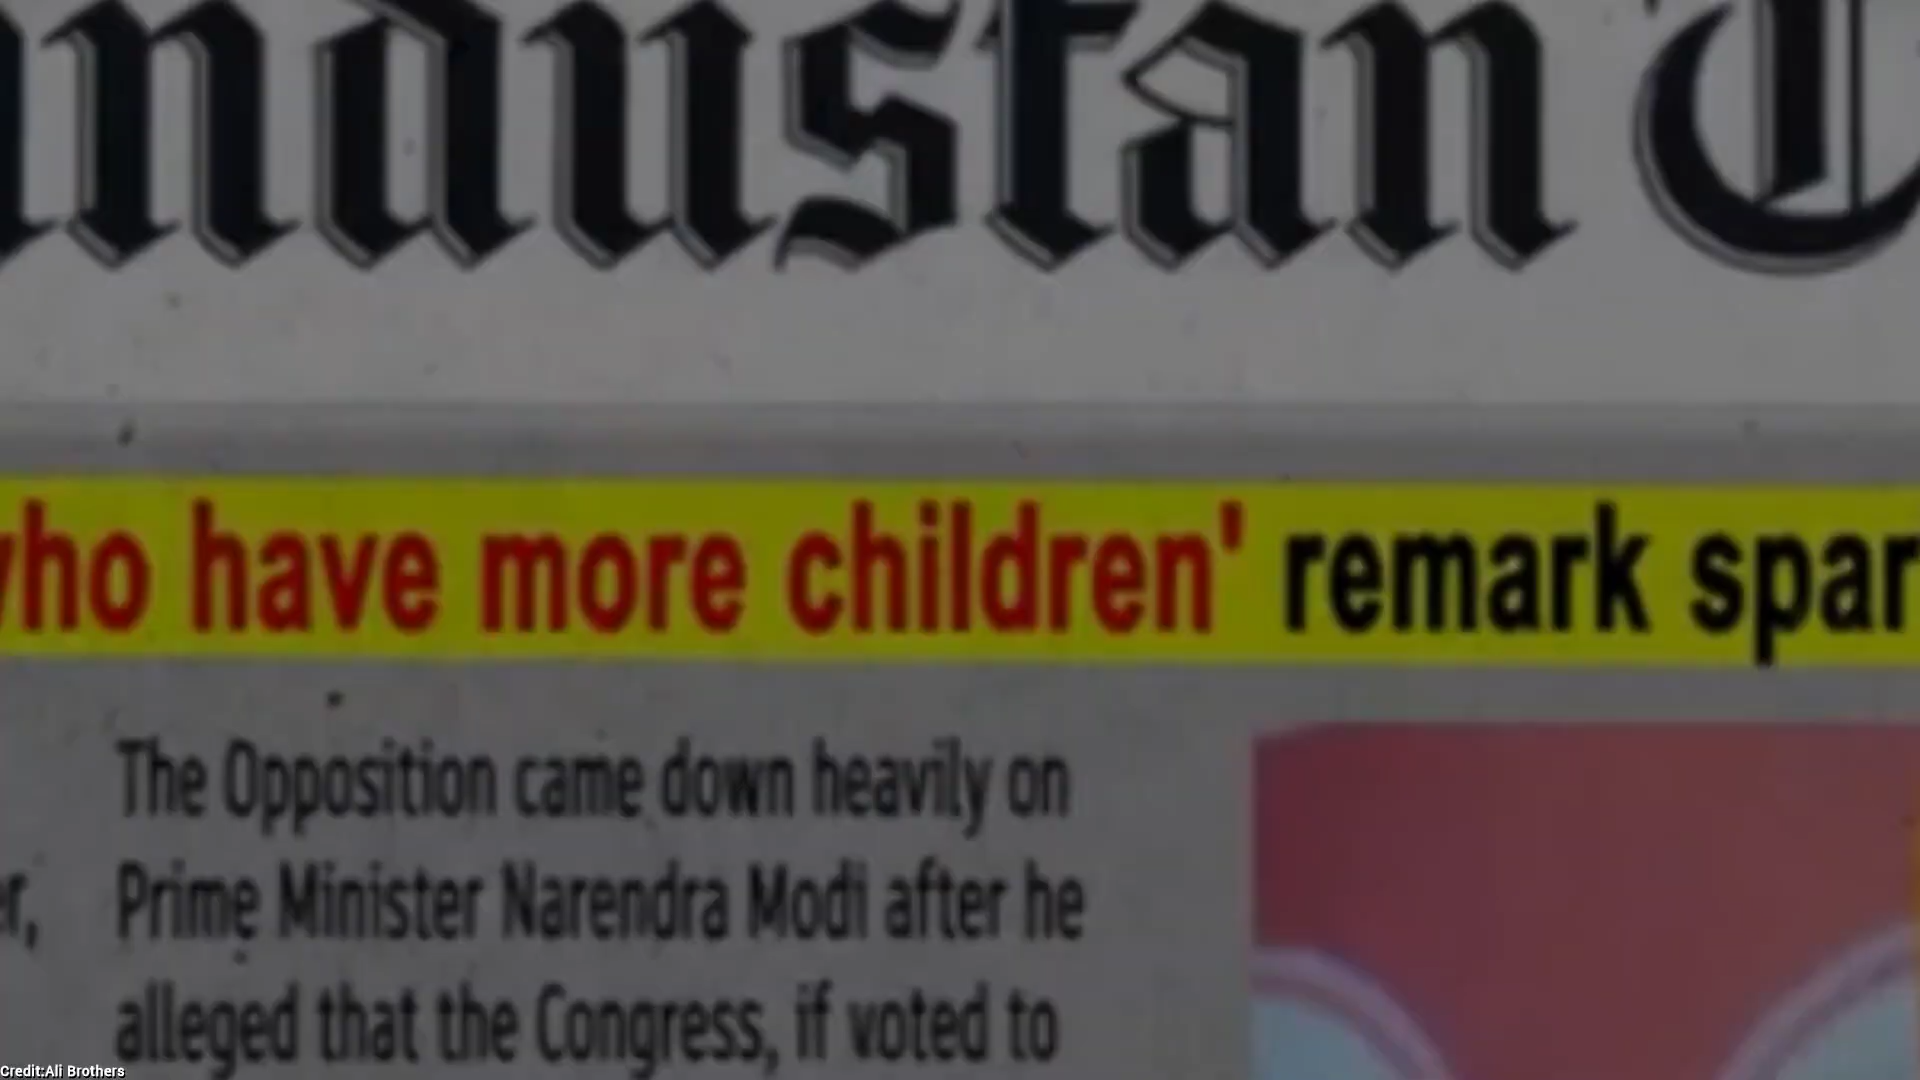 ndustan T
who have more children' remark spar
The Opposition came down heavily on
er, Prime Minister Narendra Modi after he
alleged that the Congress, if voted to
Credit:Ali Brothers